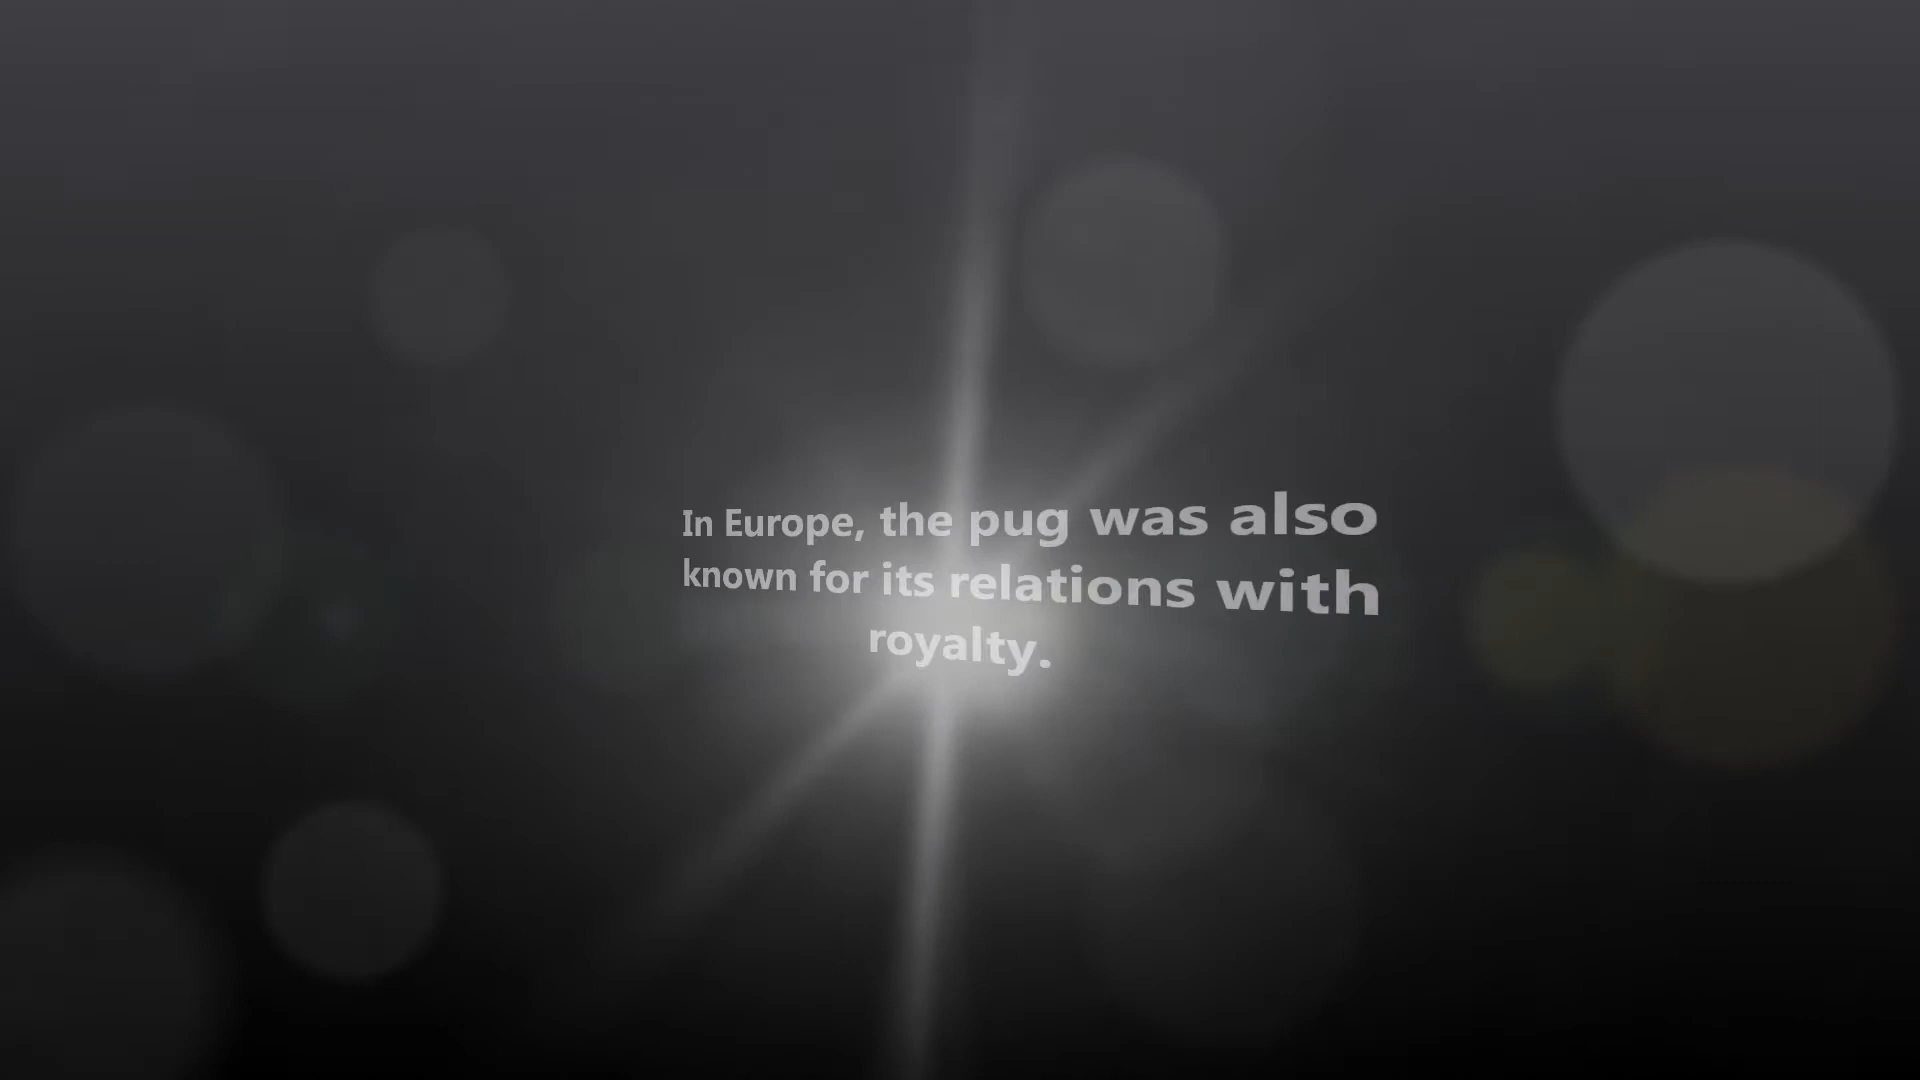 In Europe, the pug was also
known for its relations with
royalty.